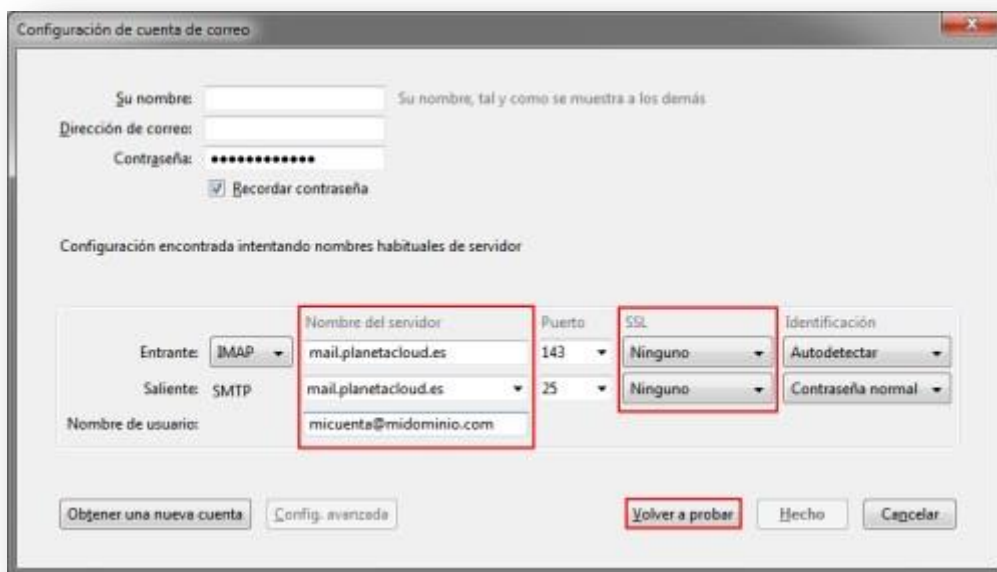 Configuración de cuenta de correo
Su nombre: Su nombre, tal y como se muestra a los demás
Dirección de correo:
Contraseña: ●●●●●●●●●●●●
Recordar contraseña
Configuración encontrada intentando nombres habituales de servidor
Nombre del servidor Puerto SSL Identificación
Entrante: IMAP mail.planetacloud.es 143 Ninguno Autodetectar
Saliente: SMTP mail.planetacloud.es 25 Ninguno Contraseña normal
Nombre de usuario: micuenta@midominio.com
Obtener una nueva cuenta Config. avanzada Volver a probar Hecho Cancelar